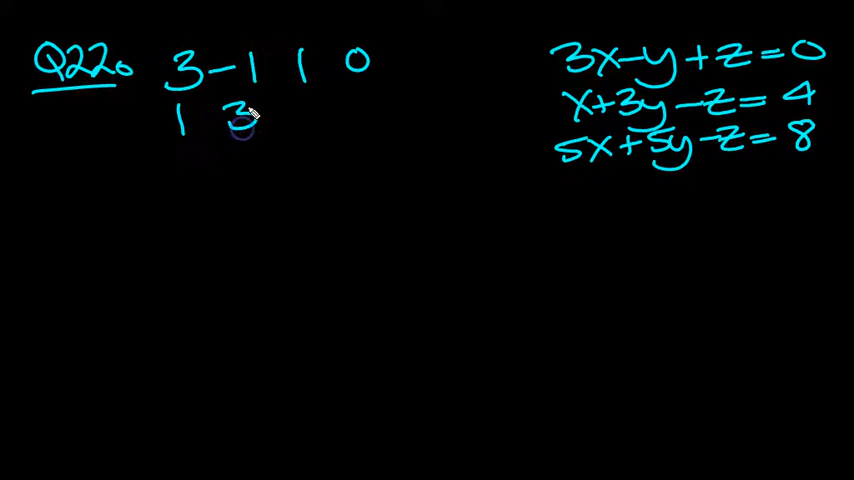 Q22. 3 -1 1 0
1 3
3x-y+z=0
x+3y-z=4
5x+5y-z=8